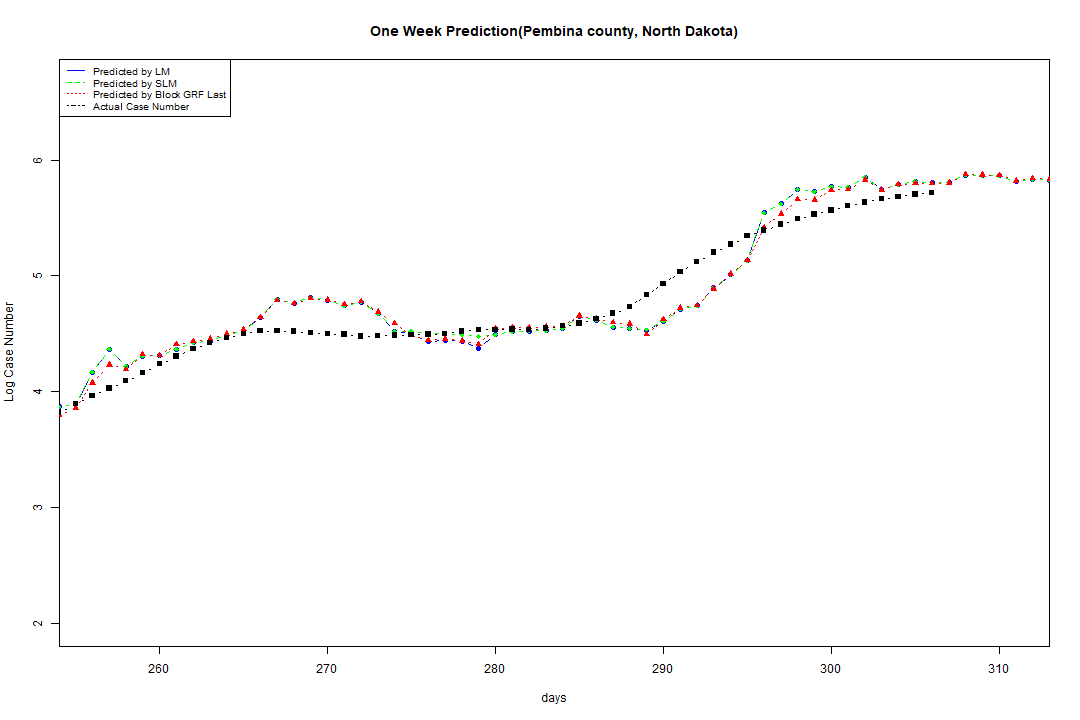 One Week Prediction(Pembina county, North Dakota)
Predicted by LM
Predicted by SLM
Predicted by Block GRF Last
Actual Case Number
6
5
4
3
2
Log Case Number
260 270 280 290 300 310
days